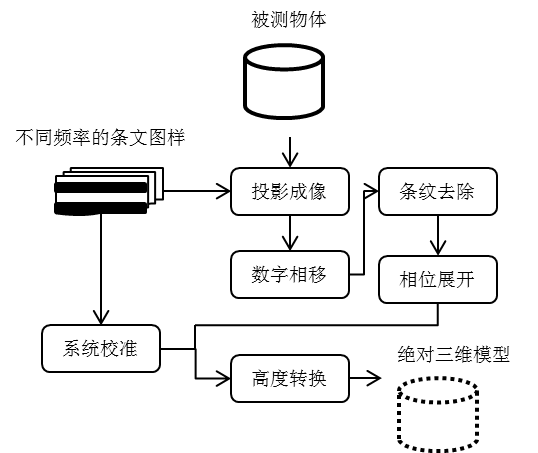 被测物体
不同频率的条文图样
投影成像
条纹去除
数字相移
相位展开
系统校准
高度转换
绝对三维模型